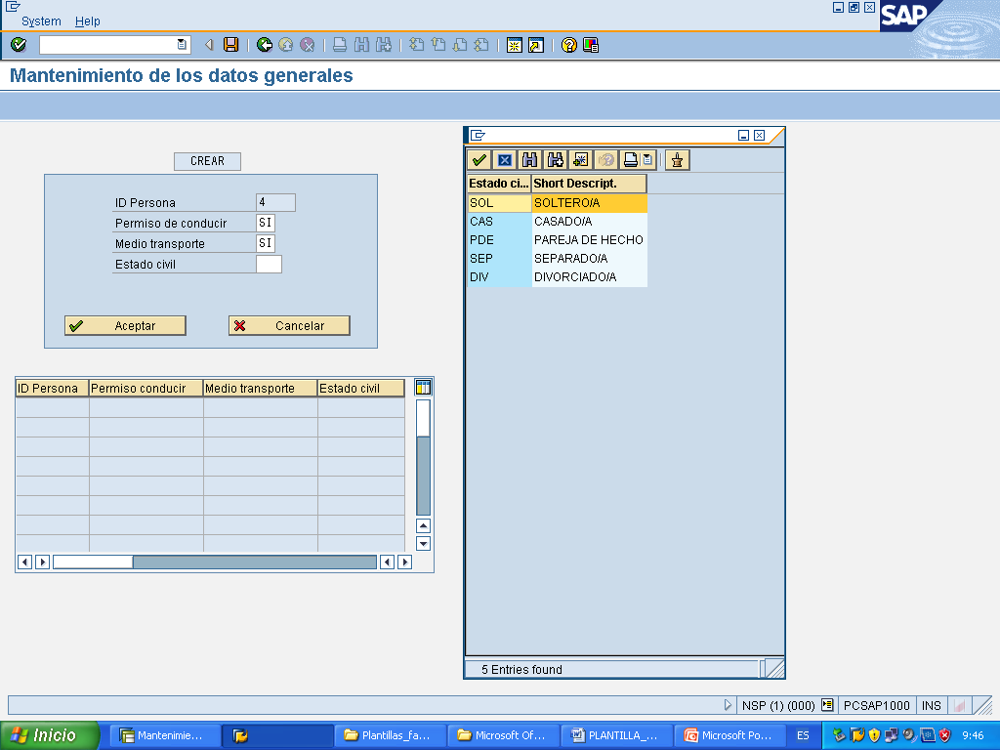 System Help
SAP
Mantenimiento de los datos generales
CREAR
ID Persona 4
Permiso de conducir SI
Medio transporte SI
Estado civil
Aceptar Cancelar
ID Persona Permiso conducir Medio transporte Estado civil
Estado ci... Short Descript.
SOL SOLTERO/A
CAS CASADO/A
PDE PAREJA DE HECHO
SEP SEPARADO/A
DIV DIVORCIADO/A
5 Entries found
NSP (1) (000) PCSAP1000 INS
Inicio Mantenimie... Plantillas_fa... Microsoft Of... PLANTILLA_... Microsoft Po... ES 9:46